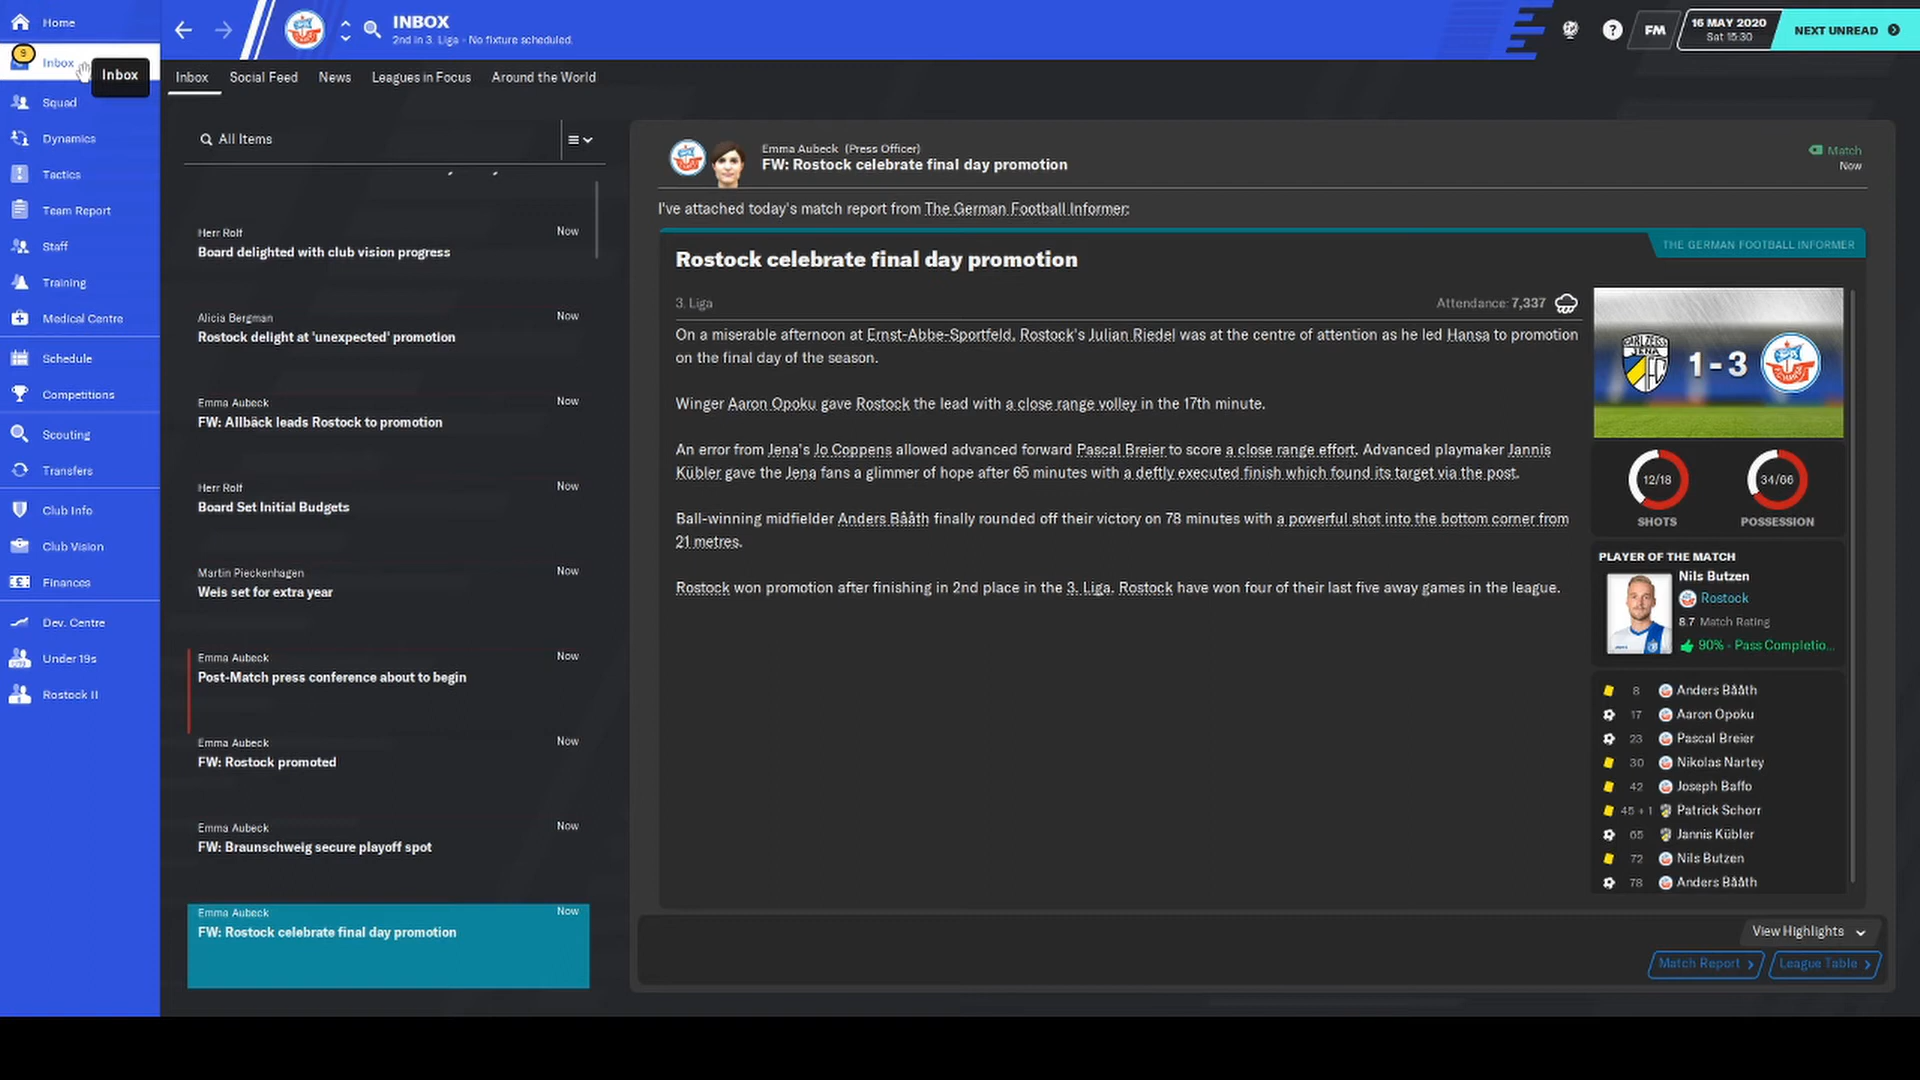 Home
9
Inbox
Inbox
Squad
Dynamics
Tactics
Team Report
Staff
Training
Medical Centre
Schedule
Competitions
Scouting
Transfers
Club Info
Club Vision
Finances
Dev. Centre
Under 19s
Rostock II
INBOX
2nd in 3. Liga - No fixture scheduled.
?
FM
16 MAY 2020
Sat 15:30
NEXT UNREAD
Inbox
Social Feed
News
Leagues in Focus
Around the World
All Items
Herr Rolf
Now
Board delighted with club vision progress
Alicia Bergman
Now
Rostock delight at 'unexpected' promotion
Emma Aubeck
Now
FW: Allbäck leads Rostock to promotion
Herr Rolf
Now
Board Set Initial Budgets
Martin Pieckenhagen
Now
Weis set for extra year
Emma Aubeck
Now
Post-Match press conference about to begin
Emma Aubeck
Now
FW: Rostock promoted
Emma Aubeck
Now
FW: Braunschweig secure playoff spot
Emma Aubeck
Now
FW: Rostock celebrate final day promotion
Emma Aubeck (Press Officer)
FW: Rostock celebrate final day promotion
Match
Now
I've attached today's match report from The German Football Informer:
THE GERMAN FOOTBALL INFORMER
Rostock celebrate final day promotion
3. Liga
Attendance: 7,337
On a miserable afternoon at Ernst-Abbe-Sportfeld, Rostock's Julian Riedel was at the centre of attention as he led Hansa to promotion
on the final day of the season.
Winger Aaron Opoku gave Rostock the lead with a close range volley in the 17th minute.
An error from Jena's Jo Coppens allowed advanced forward Pascal Breier to score a close range effort. Advanced playmaker Jannis
Kübler gave the Jena fans a glimmer of hope after 65 minutes with a deftly executed finish which found its target via the post.
Ball-winning midfielder Anders Bååth finally rounded off their victory on 78 minutes with a powerful shot into the bottom corner from
21 metres.
Rostock won promotion after finishing in 2nd place in the 3. Liga. Rostock have won four of their last five away games in the league.
CARL ZEISS
JENA
FC
1 - 3
HANSA
12/18
SHOTS
34/66
POSSESSION
PLAYER OF THE MATCH
Nils Butzen
Rostock
8.7 Match Rating
90% - Pass Completio...
8 Anders Bååth
17 Aaron Opoku
23 Pascal Breier
30 Nikolas Nartey
42 Joseph Baffo
45 + 1 Patrick Schorr
65 Jannis Kübler
72 Nils Butzen
78 Anders Bååth
View Highlights
Match Report
League Table